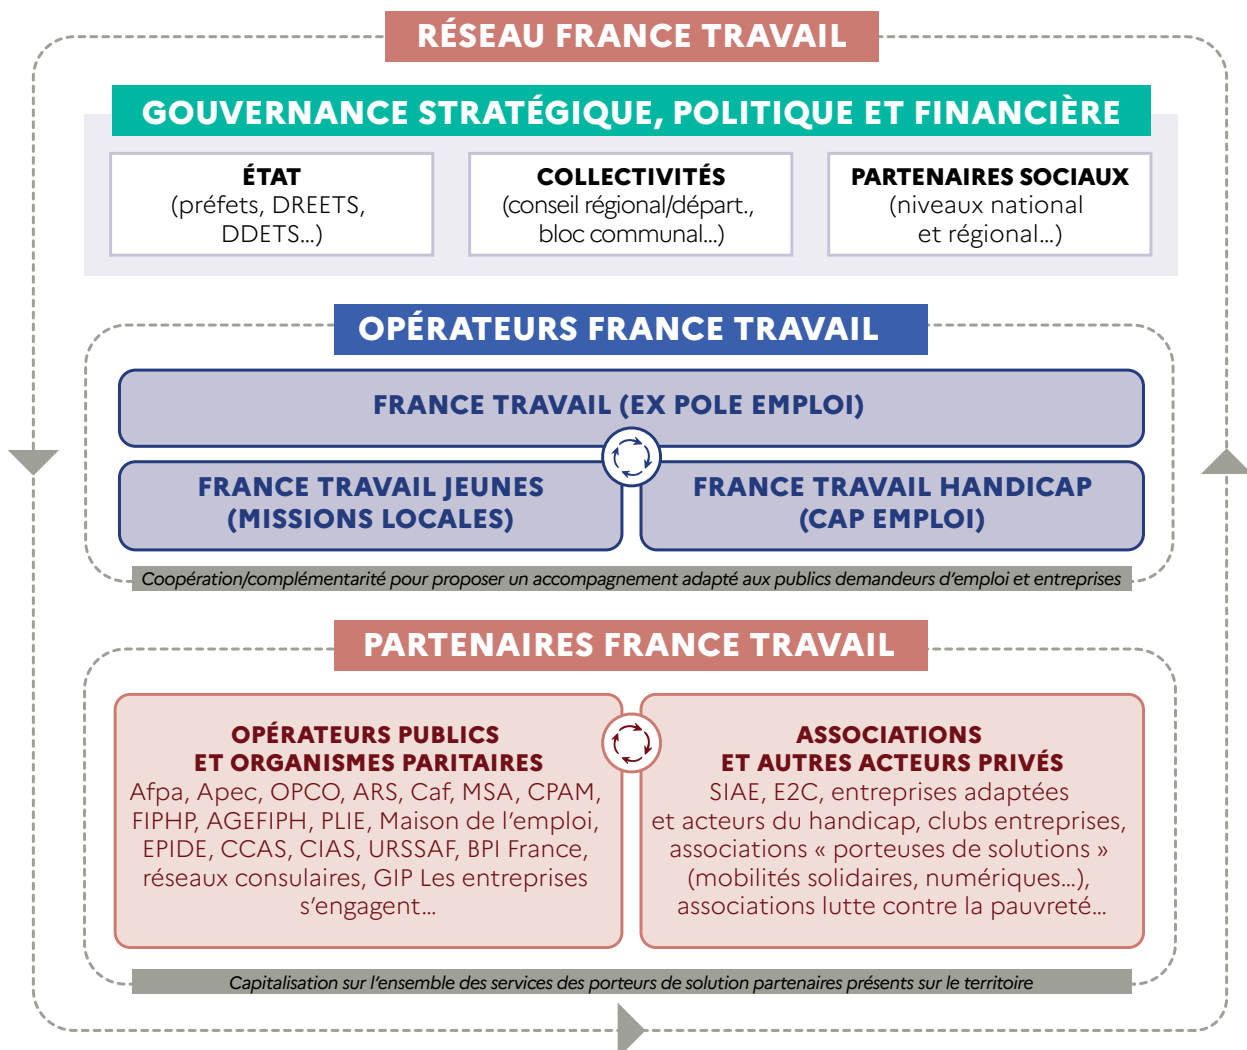 RÉSEAU FRANCE TRAVAIL
GOUVERNANCE STRATÉGIQUE, POLITIQUE ET FINANCIÈRE
ÉTAT
(préfets, DREETS,
DDETS...)
COLLECTIVITÉS
(conseil régional/départ.,
bloc communal...)
PARTENAIRES SOCIAUX
(niveaux national
et régional...)
OPÉRATEURS FRANCE TRAVAIL
FRANCE TRAVAIL (EX POLE EMPLOI)
FRANCE TRAVAIL JEUNES
(MISSIONS LOCALES)
FRANCE TRAVAIL HANDICAP
(CAP EMPLOI)
Coopération/complémentarité pour proposer un accompagnement adapté aux publics demandeurs d'emploi et entreprises
PARTENAIRES FRANCE TRAVAIL
OPÉRATEURS PUBLICS
ET ORGANISMES PARITAIRES
Afpa, Apec, OPCO, ARS, Caf, MSA, CPAM,
FIPHP, AGEFIPH, PLIE, Maison de l'emploi,
EPIDE, CCAS, CIAS, URSSAF, BPI France,
réseaux consulaires, GIP Les entreprises
s'engagent...
ASSOCIATIONS
ET AUTRES ACTEURS PRIVÉS
SIAE, E2C, entreprises adaptées
et acteurs du handicap, clubs entreprises,
associations « porteuses de solutions »
(mobilités solidaires, numériques...),
associations lutte contre la pauvreté...
Capitalisation sur l'ensemble des services des porteurs de solution partenaires présents sur le territoire